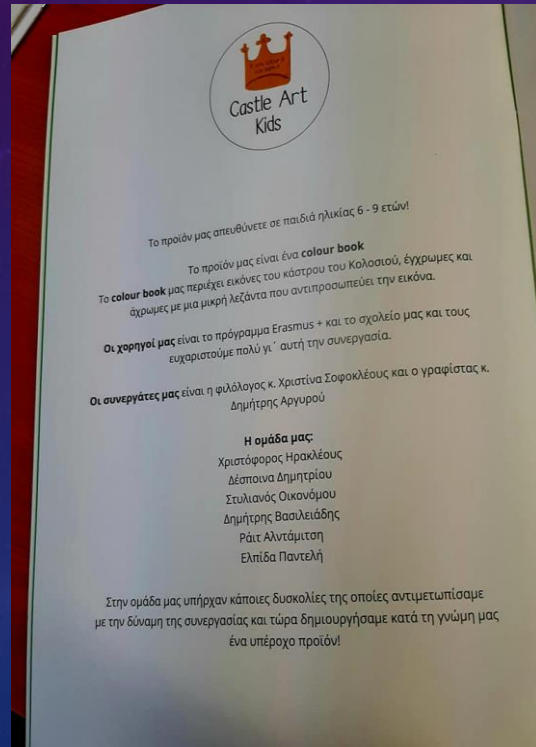 Castle Art
Kids
Το προϊόν μας απευθύνετε σε παιδιά ηλικίας 6 - 9 ετών!
Το προϊόν μας είναι ένα colour book
Το colour book μας περιέχει εικόνες του κάστρου του Κολοσιού, έγχρωμες και
άχρωμες με μια μικρή λεζάντα που αντιπροσωπεύει την εικόνα.
Οι χορηγοί μας είναι το πρόγραμμα Erasmus + και το σχολείο μας και τους
ευχαριστούμε πολύ γι΄ αυτή την συνεργασία.
Οι συνεργάτες μας είναι η φιλόλογος κ. Χριστίνα Σοφοκλέους και ο γραφίστας κ.
Δημήτρης Αργυρού
Η ομάδα μας:
Χριστόφορος Ηρακλέους
Δέσποινα Δημητρίου
Στυλιανός Οικονόμου
Δημήτρης Βασιλειάδης
Ράιτ Αλντάμιτση
Ελπίδα Παντελή
Στην ομάδα μας υπήρχαν κάποιες δυσκολίες της οποίες αντιμετωπίσαμε
με την δύναμη της συνεργασίας και τώρα δημιουργήσαμε κατά τη γνώμη μας
ένα υπέροχο προϊόν!